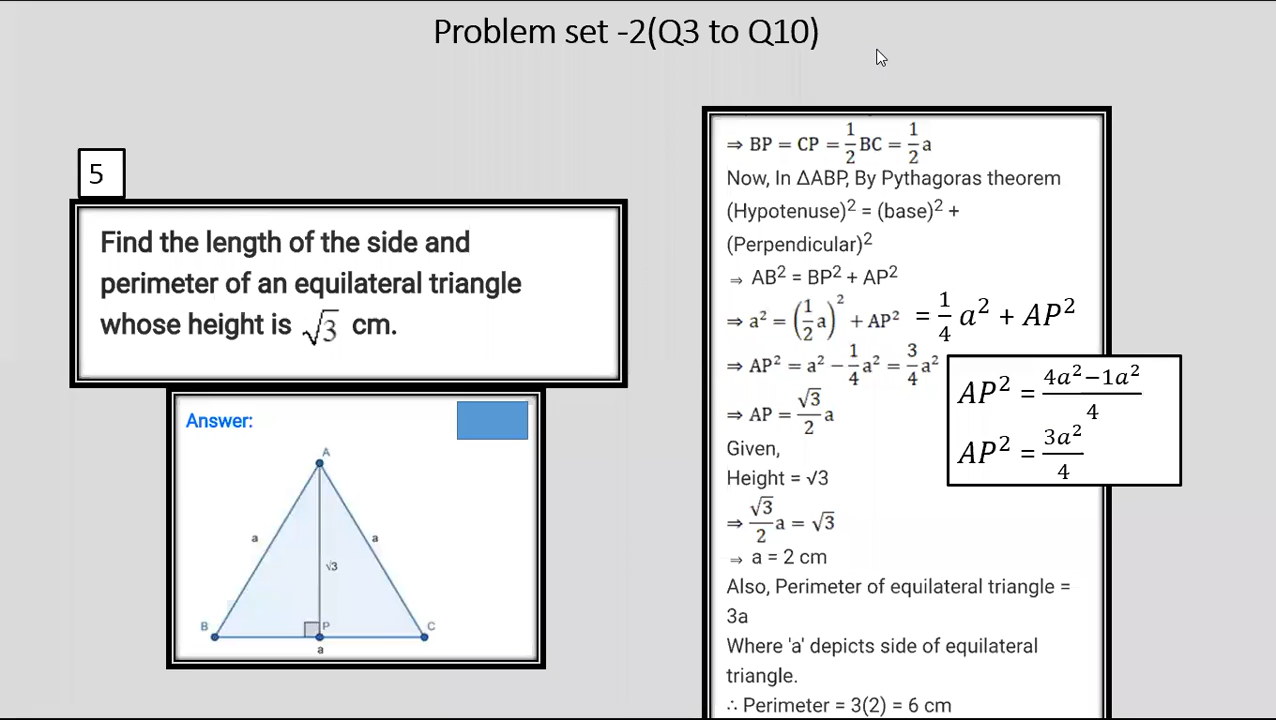 Problem set -2(Q3 to Q10)
5
Find the length of the side and
perimeter of an equilateral triangle
whose height is √3 cm.
Answer:
A
a
a
√3
B
P
C
a
⇒ BP = CP = 1/2 BC = 1/2 a
Now, In ΔABP, By Pythagoras theorem
(Hypotenuse)² = (base)² +
(Perpendicular)²
⇒ AB² = BP² + AP²
⇒ a² = (1/2 a)² + AP² = 1/4 a² + AP²
⇒ AP² = a² − 1/4 a² = 3/4 a²
⇒ AP = √3/2 a
AP² = (4a²−1a²)/4
AP² = 3a²/4
Given,
Height = √3
⇒ √3/2 a = √3
⇒ a = 2 cm
Also, Perimeter of equilateral triangle =
3a
Where 'a' depicts side of equilateral
triangle.
∴ Perimeter = 3(2) = 6 cm